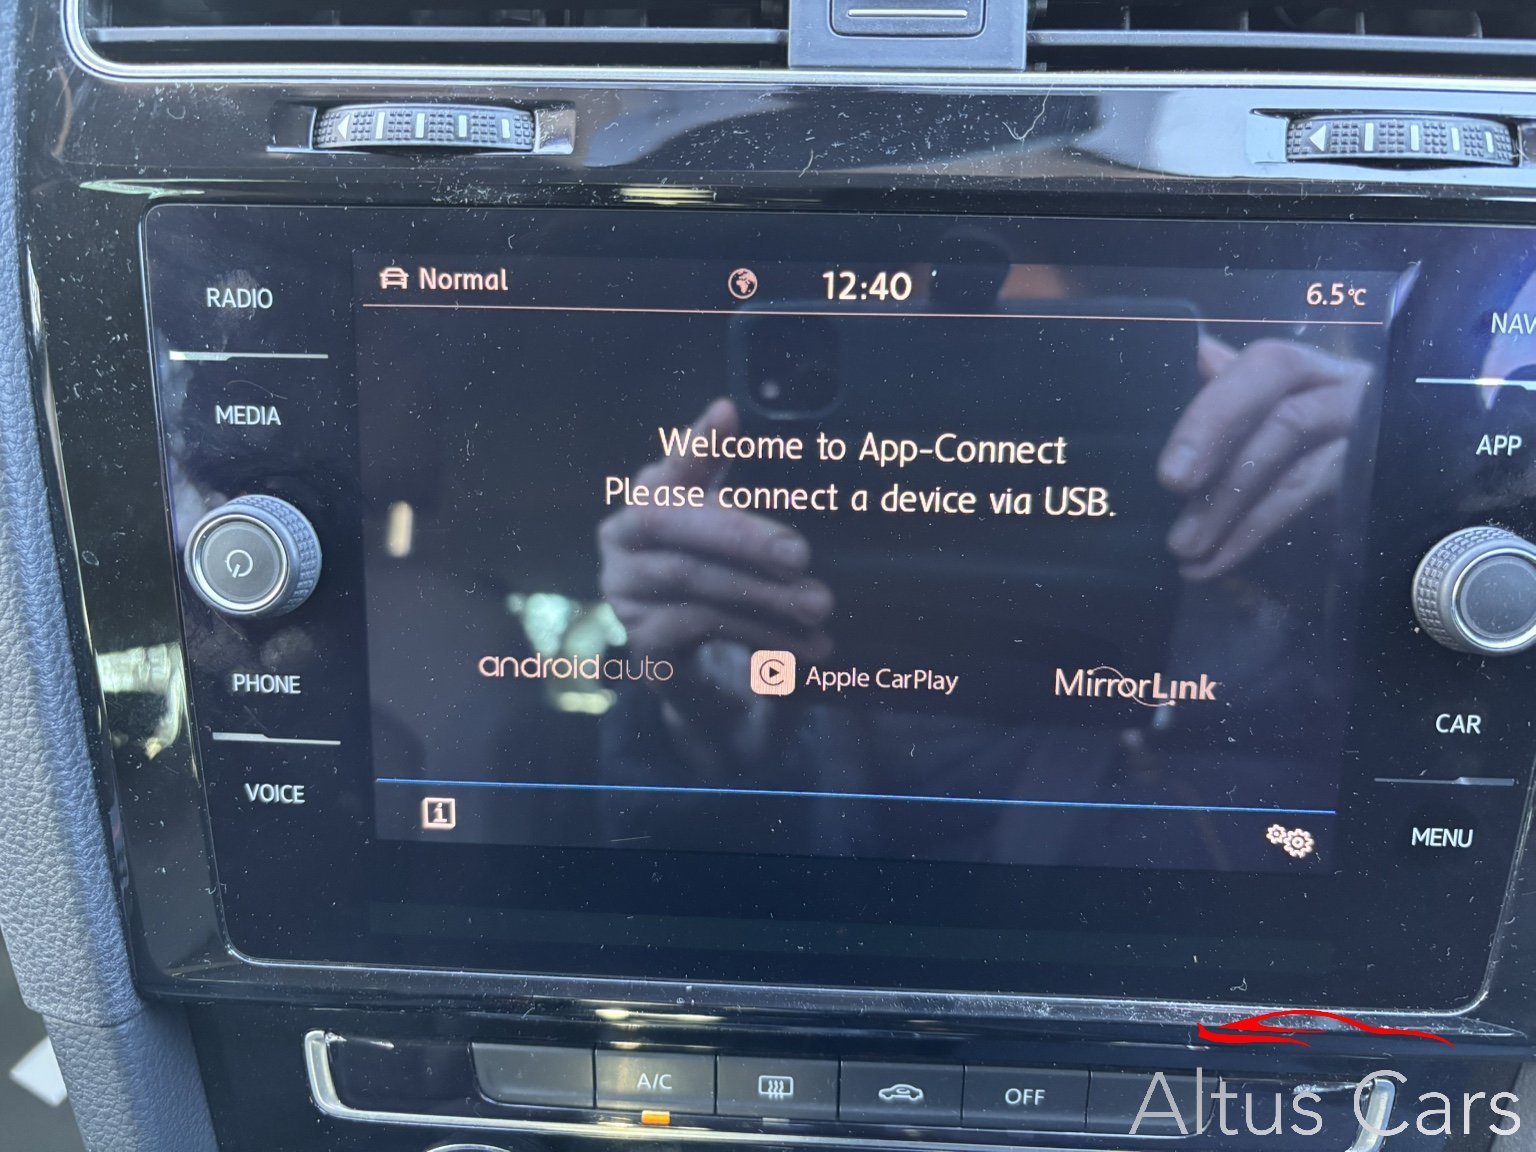 RADIO
MEDIA
PHONE
VOICE
Normal
12:40
6.5°C
Welcome to App-Connect
Please connect a device via USB.
androidauto
Apple CarPlay
MirrorLink
i
NAV
APP
CAR
MENU
A/C
OFF
Altus Cars